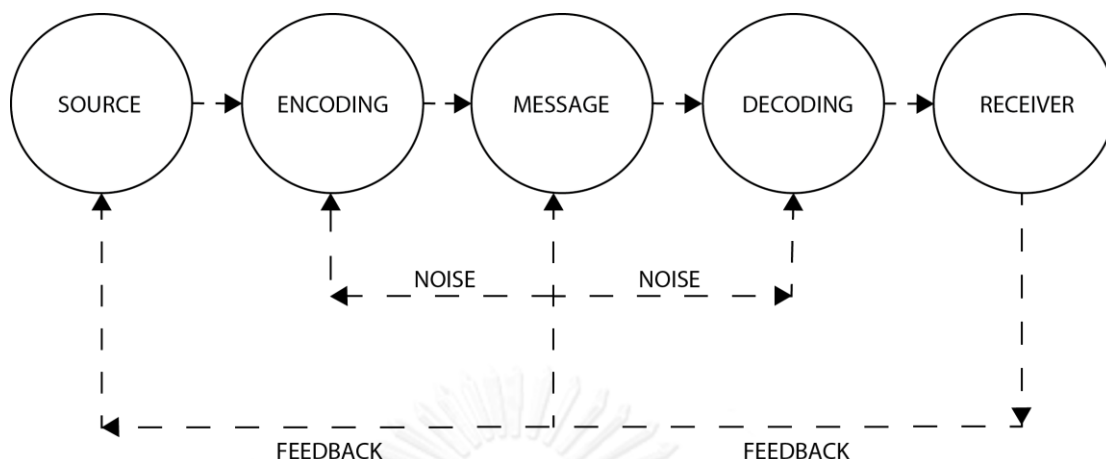 SOURCE
ENCODING
MESSAGE
DECODING
RECEIVER
NOISE
NOISE
FEEDBACK
FEEDBACK